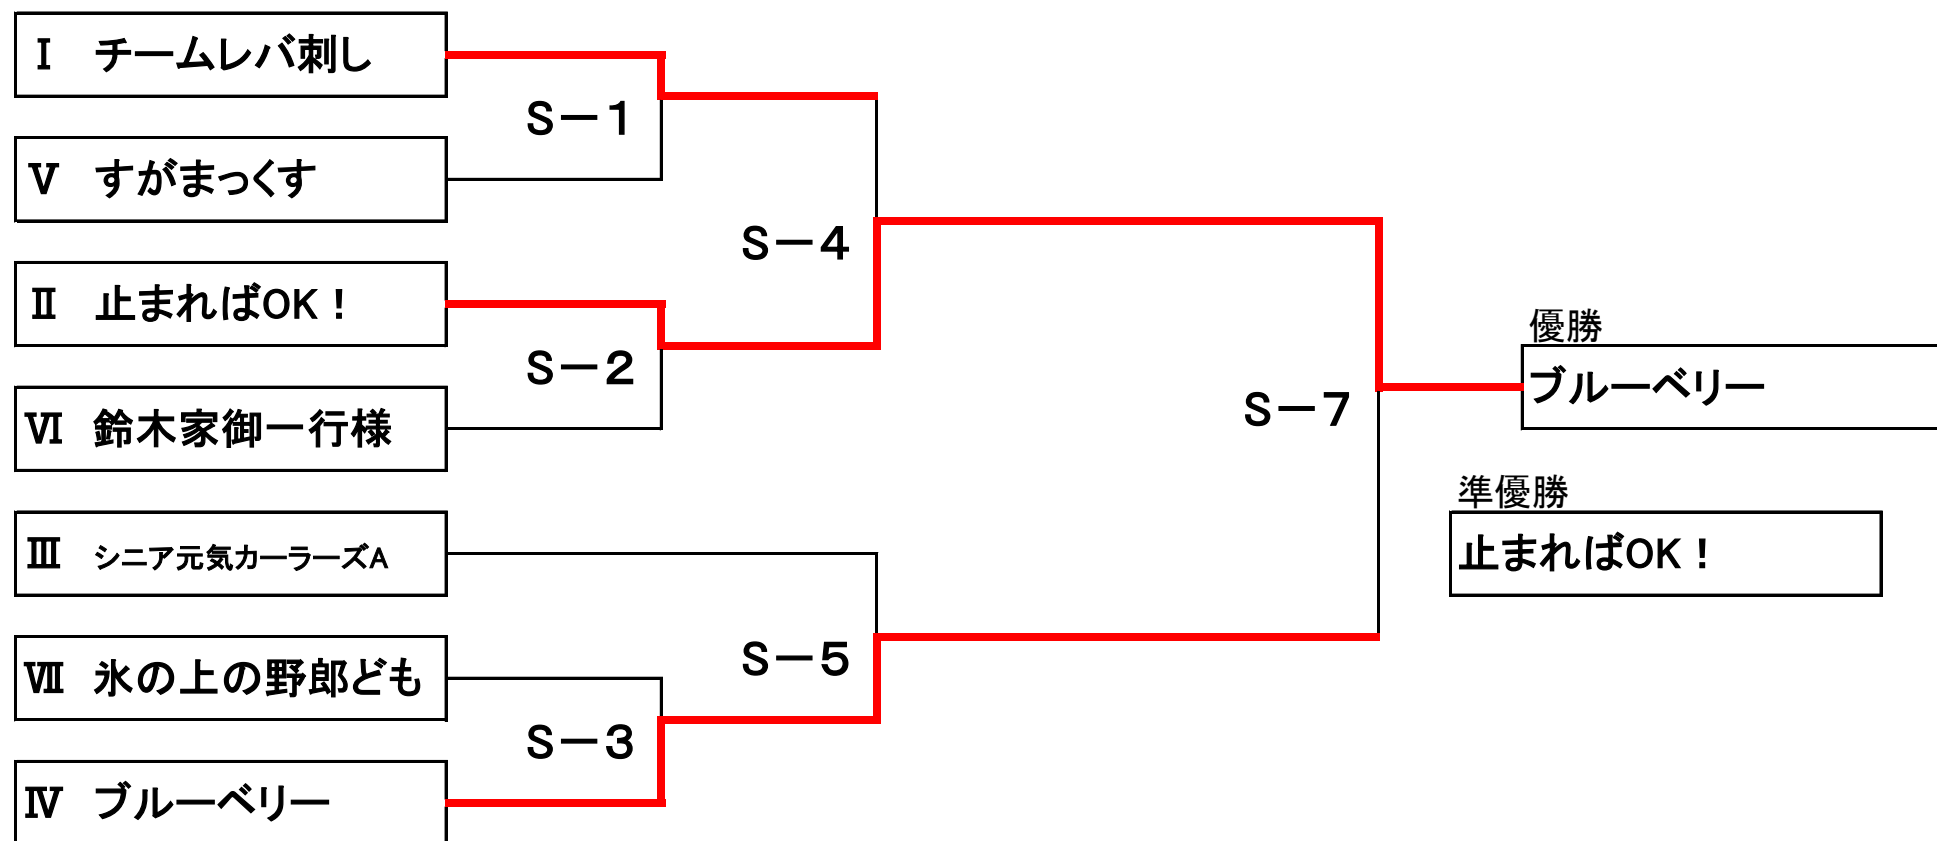 Ⅰ チームレバ刺し
S－1
Ⅴ すがまっくす
S－4
Ⅱ 止まればOK！
S－2
Ⅵ 鈴木家御一行様
S－7
優勝
ブルーベリー
準優勝
止まればOK！
Ⅲ シニア元気カーラーズA
S－5
Ⅶ 氷の上の野郎ども
S－3
Ⅳ ブルーベリー